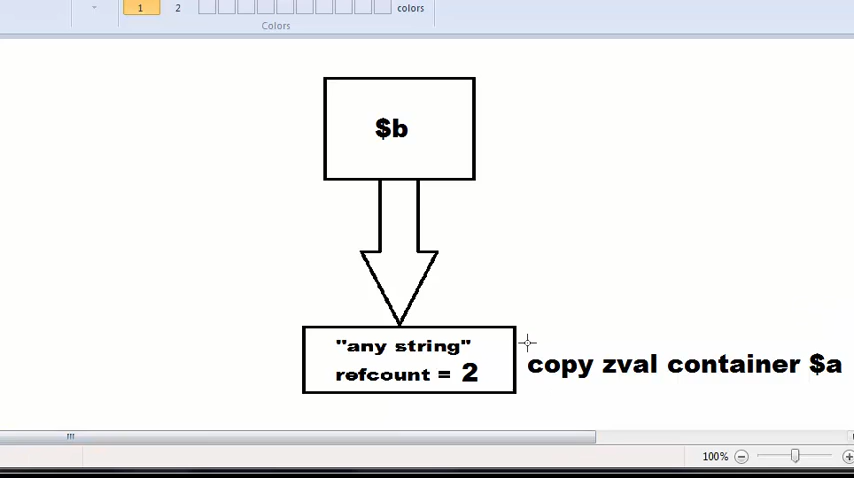 1 2 colors
Colors
$b
"any string"
refcount = 2
copy zval container $a
100%